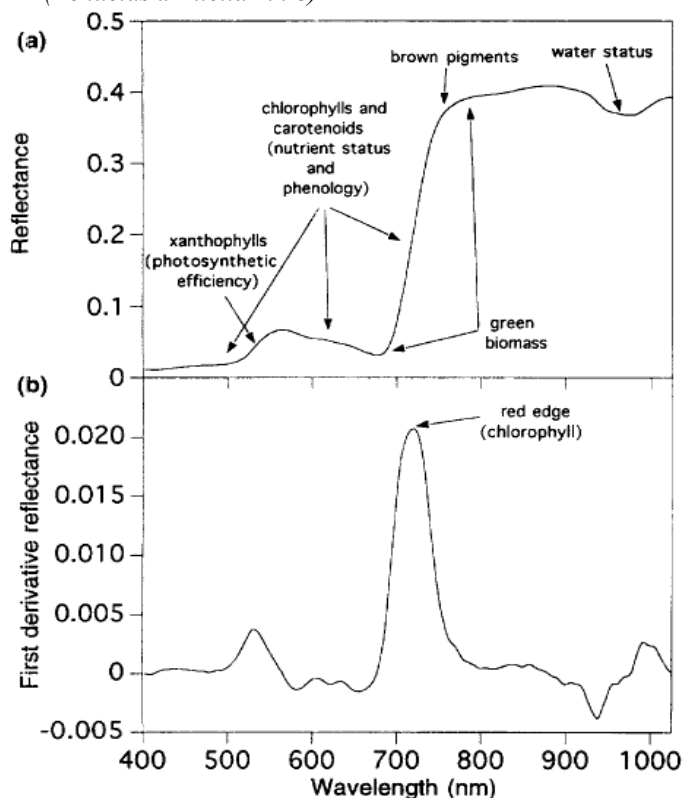 (a)
0.5
0.4
0.3
0.2
0.1
0
Reflectance
brown pigments
water status
chlorophylls and
carotenoids
(nutrient status
and
phenology)
xanthophylls
(photosynthetic
efficiency)
green
biomass
(b)
0.020
0.015
0.010
0.005
0
-0.005
First derivative reflectance
red edge
(chlorophyll)
400 500 600 700 800 900 1000
Wavelength (nm)